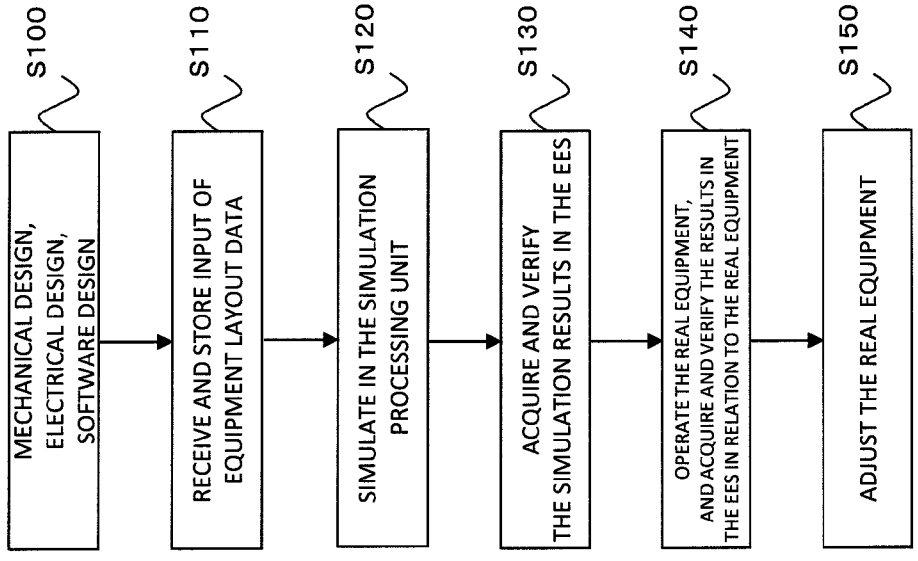 S100
MECHANICAL DESIGN,
ELECTRICAL DESIGN,
SOFTWARE DESIGN
S110
RECEIVE AND STORE INPUT OF
EQUIPMENT LAYOUT DATA
S120
SIMULATE IN THE SIMULATION
PROCESSING UNIT
S130
ACQUIRE AND VERIFY
THE SIMULATION RESULTS IN THE EES
S140
OPERATE THE REAL EQUIPMENT,
AND ACQUIRE AND VERIFY THE RESULTS IN
THE EES IN RELATION TO THE REAL EQUIPMENT
S150
ADJUST THE REAL EQUIPMENT